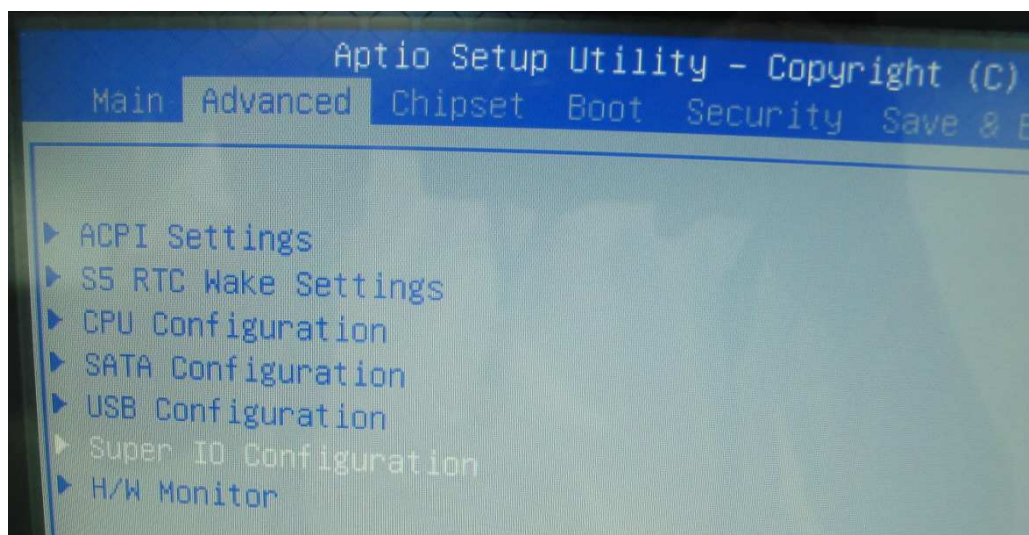 Aptio Setup Utility - Copyright (C)
Main Advanced Chipset Boot Security Save &
ACPI Settings
S5 RTC Wake Settings
CPU Configuration
SATA Configuration
USB Configuration
Super IO Configuration
H/W Monitor